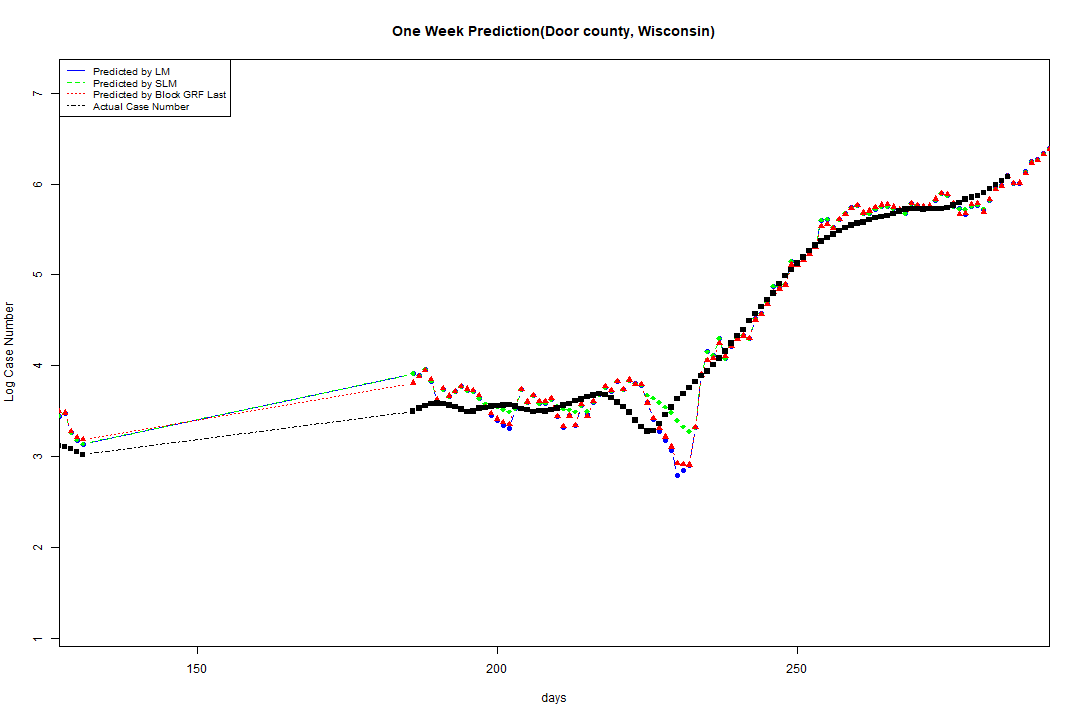 One Week Prediction(Door county, Wisconsin)
Predicted by LM
Predicted by SLM
Predicted by Block GRF Last
Actual Case Number
7
6
5
4
3
2
1
Log Case Number
150
200
250
days